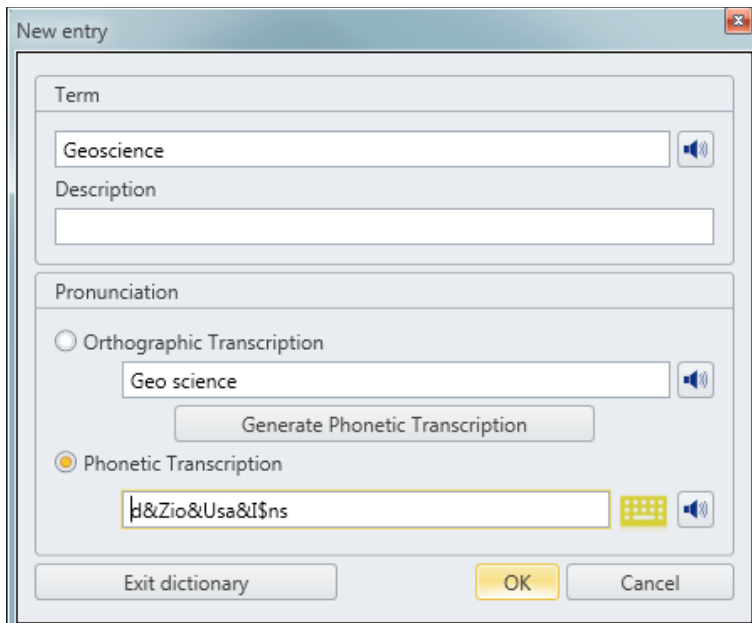 New entry
Term
Geoscience
Description
Pronunciation
Orthographic Transcription
Geo science
Generate Phonetic Transcription
Phonetic Transcription
d&Zio&Usa&I$ns
Exit dictionary OK Cancel